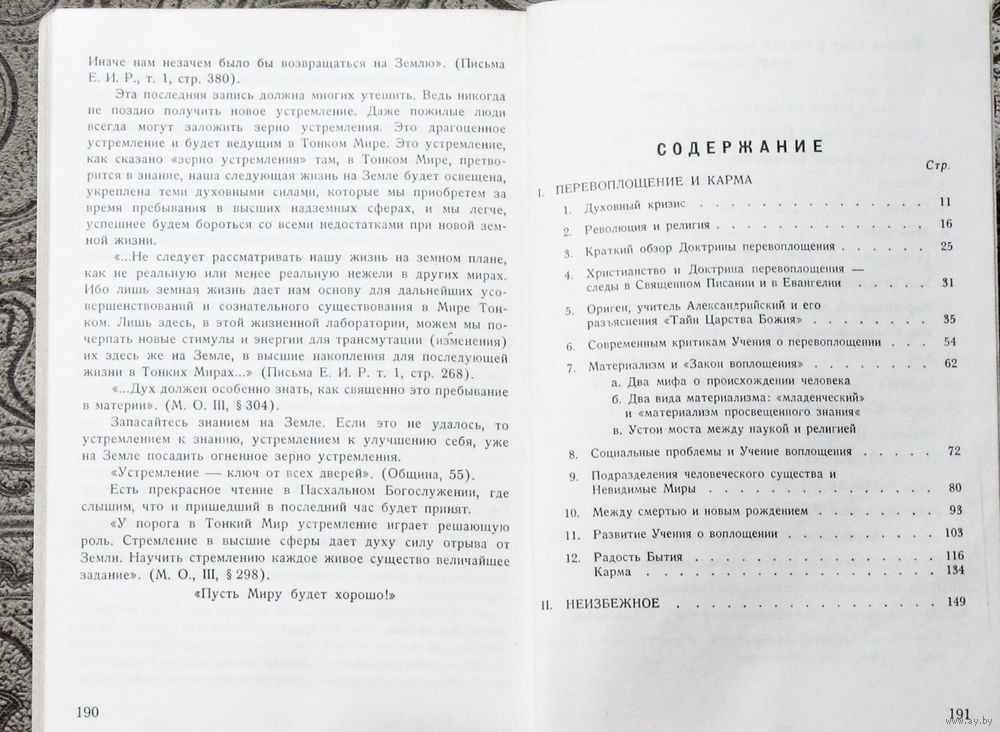 Иначе нам незачем было бы возвращаться на Землю». (Письма
Е. И. Р., т. 1, стр. 380).
Эта последняя запись должна многих утешить. Ведь никогда
не поздно получить новое устремление. Даже пожилые люди
всегда могут заложить зерно устремления. Это драгоценное
устремление и будет ведущим в Тонком Мире. Это устремление,
как сказано «зерно устремления» там, в Тонком Мире, претво-
рится в знание, наша следующая жизнь на Земле будет освещена,
укреплена теми духовными силами, которые мы приобретем за
время пребывания в высших надземных сферах, и мы легче,
успешнее будем бороться со всеми недостатками при новой зем-
ной жизни.
«...Не следует рассматривать нашу жизнь на земном плане,
как не реальную или менее реальную нежели в других мирах.
Ибо лишь земная жизнь дает нам основу для дальнейших усо-
вершенствований и сознательного существования в Мире Тон-
ком. Лишь здесь, в этой жизненной лаборатории, можем мы по-
черпать новые стимулы и энергии для трансмутации (изменения)
их здесь же на Земле, в высшие накопления для последующей
жизни в Тонких Мирах...» (Письма Е. И. Р. т. 1, стр. 268).
«...Дух должен особенно знать, как священно это пребывание
в материи». (М. О. III, § 304).
Запасайтесь знанием на Земле. Если это не удалось, то
устремлением к знанию, устремлением к улучшению себя, уже
на Земле посадить огненное зерно устремления.
«Устремление — ключ от всех дверей». (Община, 55).
Есть прекрасное чтение в Пасхальном Богослужении, где
слышим, что и пришедший в последний час будет принят.
«У порога в Тонкий Мир устремление играет решающую
роль. Стремление в высшие сферы дает духу силу отрыва от
Земли. Научить стремлению каждое живое существо величайшее
задание». (М. О., III, § 298).
«Пусть Миру будет хорошо!»
190
СОДЕРЖАНИЕ
Стр.
I. ПЕРЕВОПЛОЩЕНИЕ И КАРМА
1. Духовный кризис . . . . . . . . . . . . . . 11
2. Революция и религия . . . . . . . . . . . . . 16
3. Краткий обзор Доктрины перевоплощения . . . . . . 25
4. Христианство и Доктрина перевоплощения —
следы в Священном Писании и в Евангелии . . . . . 31
5. Ориген, учитель Александрийский и его
разъяснения «Тайн Царства Божия» . . . . . . . . 35
6. Современным критикам Учения о перевоплощении . . . 54
7. Материализм и «Закон воплощения» . . . . . . . . 62
а. Два мифа о происхождении человека
б. Два вида материализма: «младенческий»
и «материализм просвещенного знания«
в. Устои моста между наукой и религией
8. Социальные проблемы и Учение воплощения . . . . . 72
9. Подразделения человеческого существа и
Невидимые Миры . . . . . . . . . . . . . 80
10. Между смертью и новым рождением . . . . . . . . 93
11. Развитие Учения о воплощении . . . . . . . . . 103
12. Радость Бытия . . . . . . . . . . . . . . 116
Карма . . . . . . . . . . . . . . . . . 134
II. НЕИЗБЕЖНОЕ . . . . . . . . . . . . . . . 149
191
www.ay.by